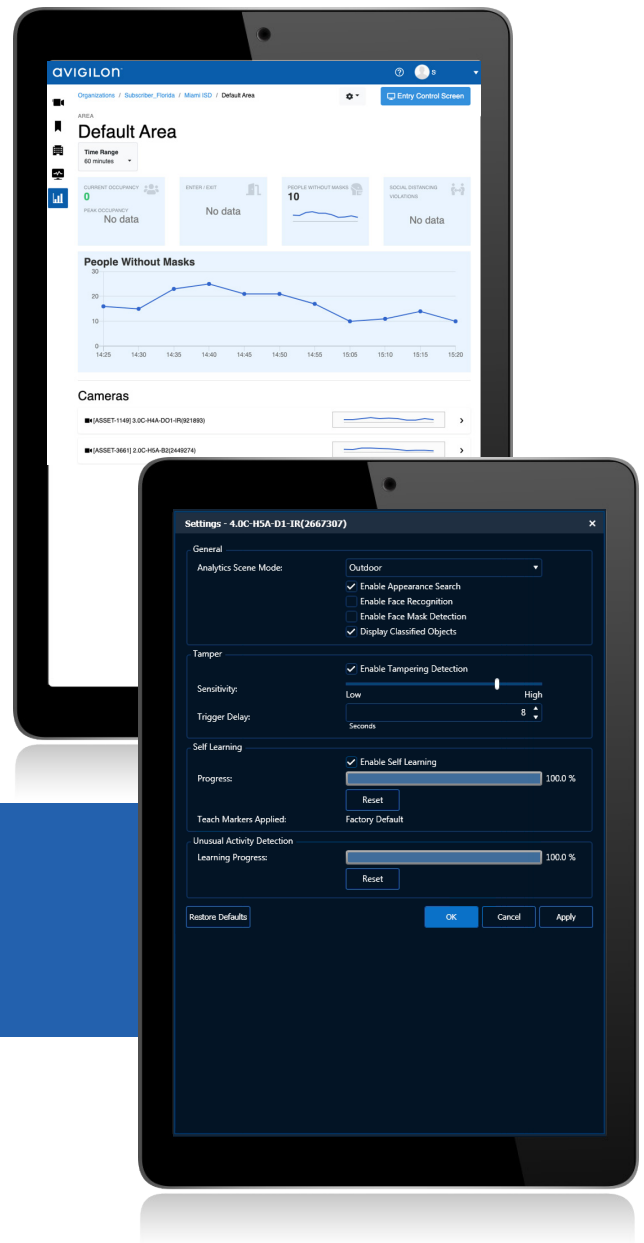 avigilon
S
Organizations / Subscriber_Florida / Miami ISD / Default Area
Entry Control Screen
AREA
Default Area
Time Range
60 minutes
CURRENT OCCUPANCY
0
PEAK OCCUPANCY
No data
ENTER / EXIT
No data
PEOPLE WITHOUT MASKS
10
SOCIAL DISTANCING
VIOLATIONS
No data
People Without Masks
30
20
10
0
14:25 14:30 14:35 14:40 14:45 14:50 14:55 15:05 15:10 15:15 15:20
Cameras
[ASSET-1149] 3.0C-H4A-DO1-IR(921893)
[ASSET-3661] 2.0C-H5A-B2(2449274)
Settings - 4.0C-H5A-D1-IR(2667307)
General
Analytics Scene Mode: Outdoor
Enable Appearance Search
Enable Face Recognition
Enable Face Mask Detection
Display Classified Objects
Tamper
Enable Tampering Detection
Sensitivity:
Low High
Trigger Delay: 8
Seconds
Self Learning
Enable Self Learning
Progress: 100.0 %
Reset
Teach Markers Applied: Factory Default
Unusual Activity Detection
Learning Progress: 100.0 %
Reset
Restore Defaults OK Cancel Apply